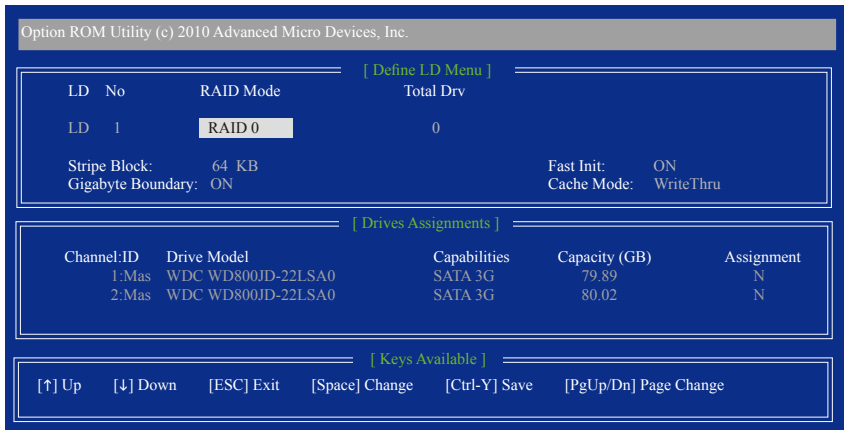 Option ROM Utility (c) 2010 Advanced Micro Devices, Inc.
[ Define LD Menu ]
LD No RAID Mode Total Drv
LD 1 RAID 0 0
Stripe Block: 64 KB Fast Init: ON
Gigabyte Boundary: ON Cache Mode: WriteThru
[ Drives Assignments ]
Channel:ID Drive Model Capabilities Capacity (GB) Assignment
1:Mas WDC WD800JD-22LSA0 SATA 3G 79.89 N
2:Mas WDC WD800JD-22LSA0 SATA 3G 80.02 N
[ Keys Available ]
[↑] Up [↓] Down [ESC] Exit [Space] Change [Ctrl-Y] Save [PgUp/Dn] Page Change